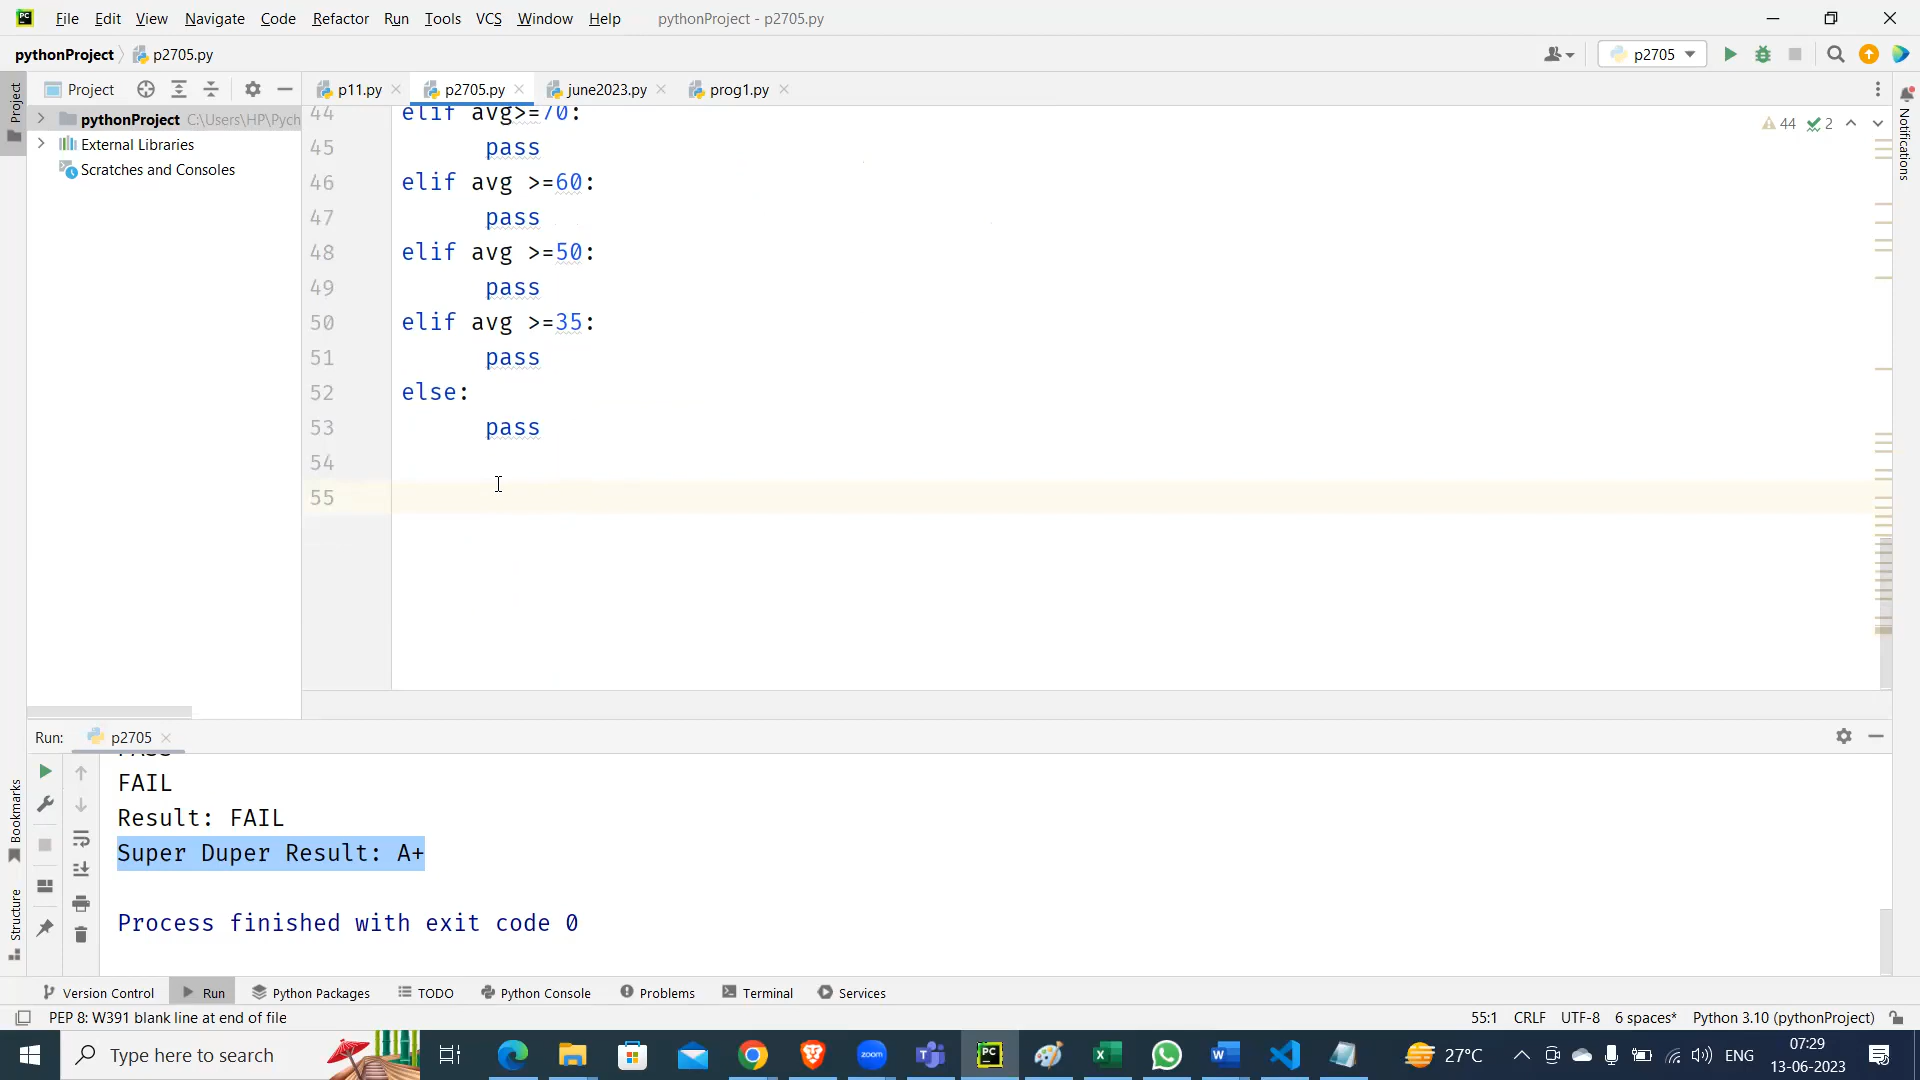 File Edit View Navigate Code Refactor Run Tools VCS Window Help pythonProject - p2705.py
pythonProject p2705.py p2705
Project p11.py p2705.py june2023.py prog1.py
Project
pythonProject C:\Users\HP\Pych
External Libraries
Scratches and Consoles
44 elif avg>=70:
45 pass
46 elif avg >=60:
47 pass
48 elif avg >=50:
49 pass
50 elif avg >=35:
51 pass
52 else:
53 pass
54
55
44 2
Notifications
Run: p2705
FAIL
Result: FAIL
Super Duper Result: A+
Process finished with exit code 0
Bookmarks
Structure
Version Control Run Python Packages TODO Python Console Problems Terminal Services
PEP 8: W391 blank line at end of file 55:1 CRLF UTF-8 6 spaces* Python 3.10 (pythonProject)
Type here to search zoom 27°C ENG 07:29
13-06-2023